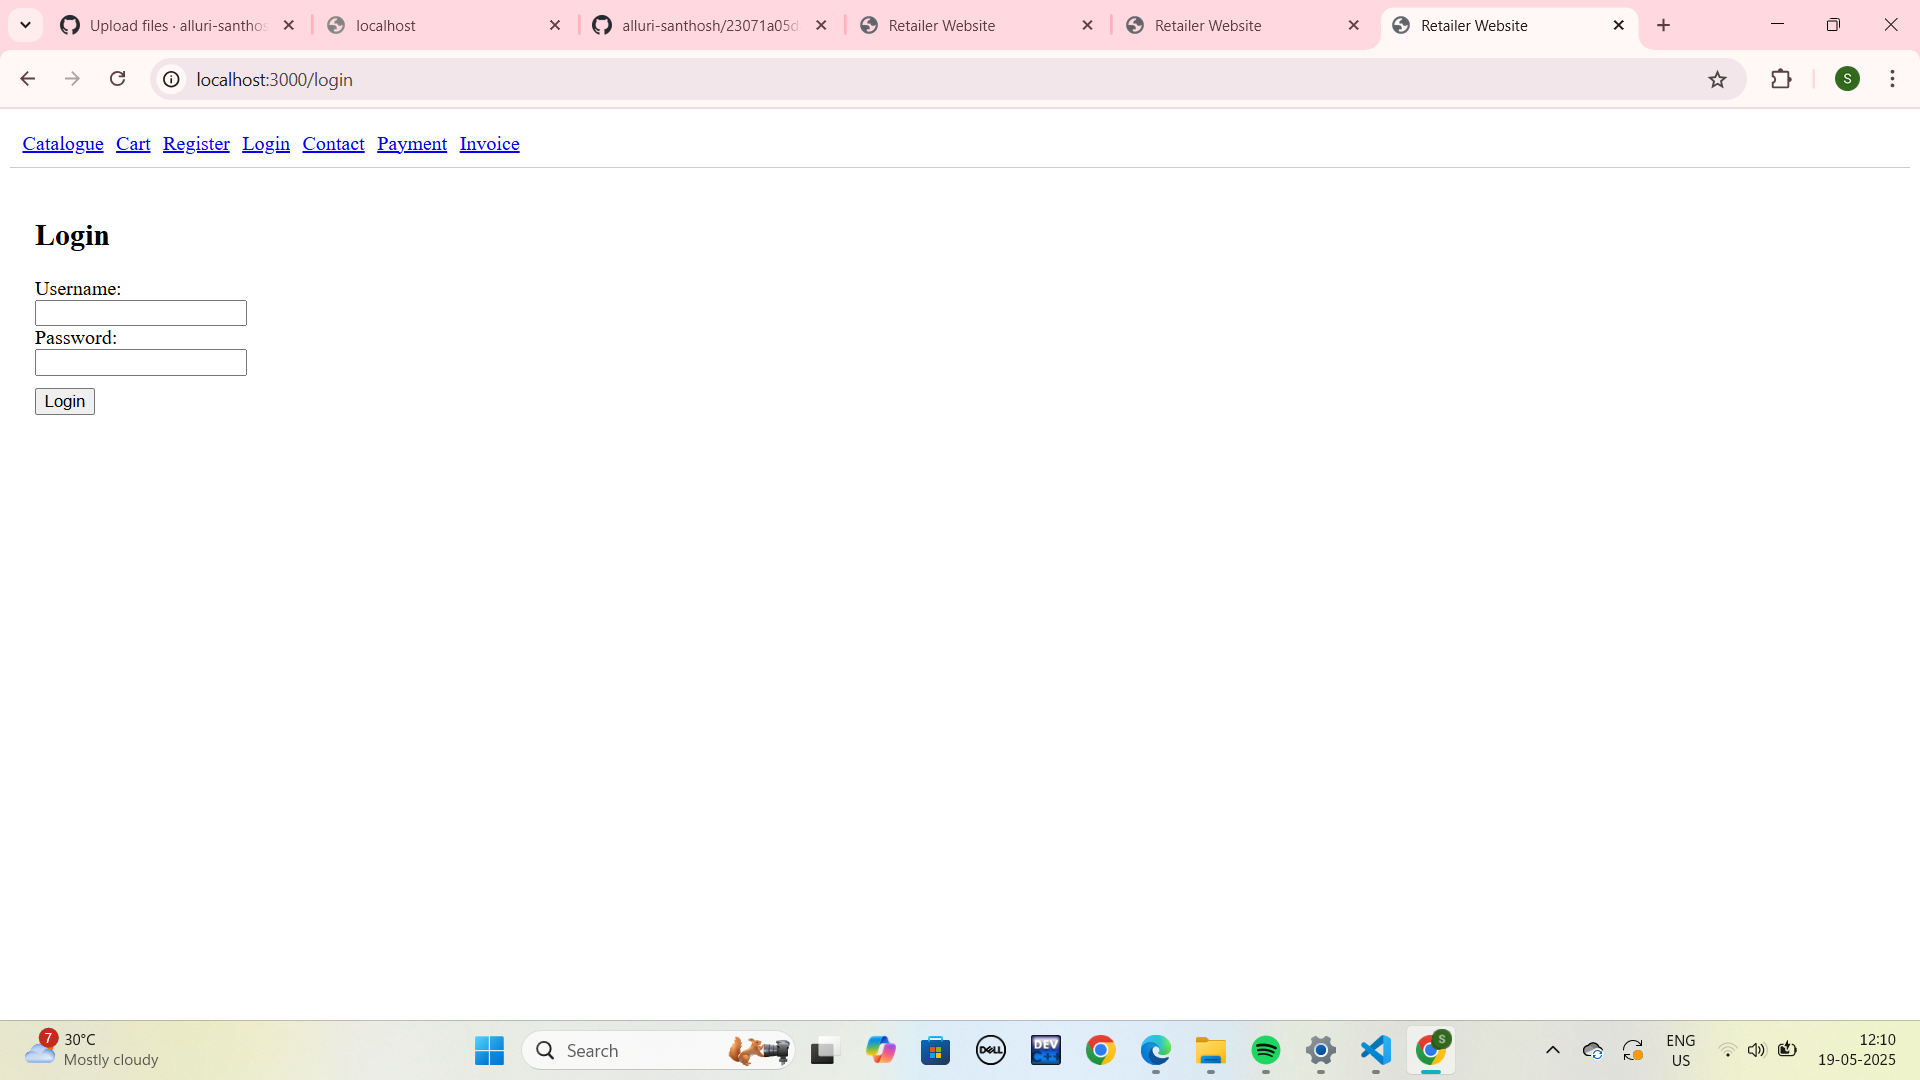 Upload files · alluri-santhos
localhost
alluri-santhosh/23071a05d
Retailer Website
Retailer Website
Retailer Website
localhost:3000/login
S
Catalogue Cart Register Login Contact Payment Invoice
Login
Username:
Password:
Login
7
30°C
Mostly cloudy
Search
DELL
DEV
C++
S
ENG
US
12:10
19-05-2025